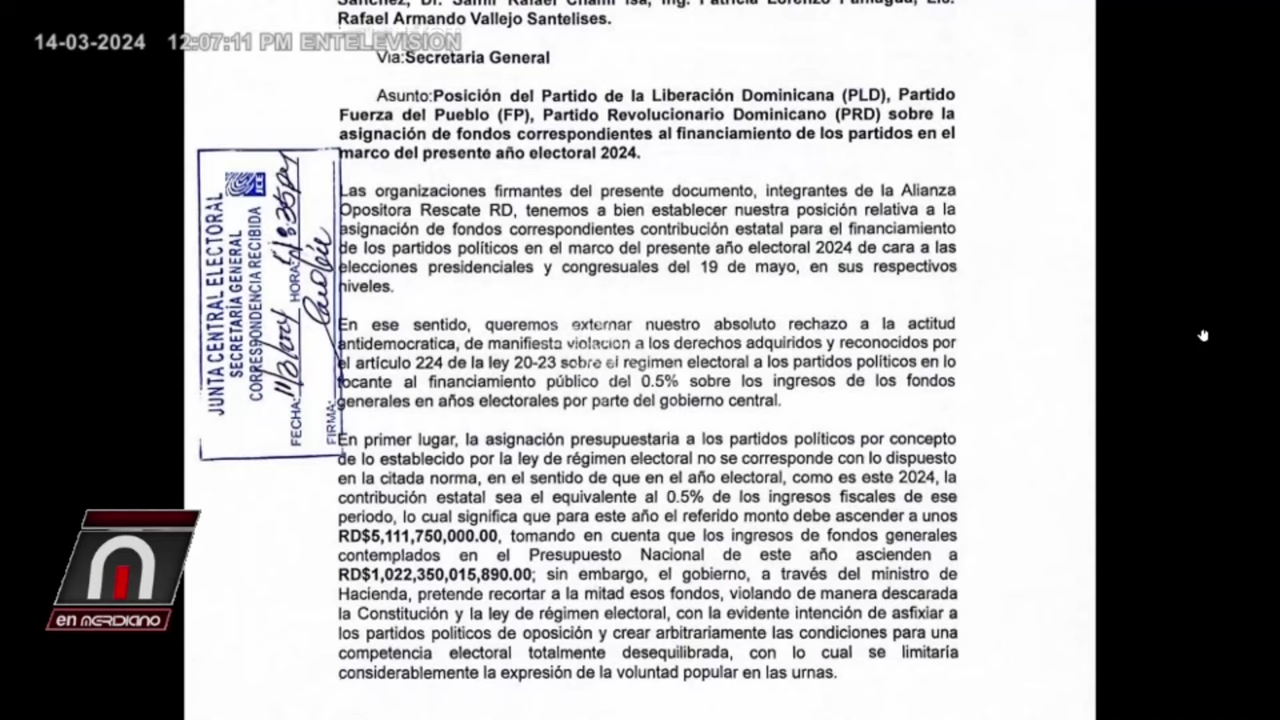 Rafael Armando Vallejo Santelises.
14-03-2024 12:07:11 PM ENTELEVISIÓN
Via:Secretaria General
Asunto:Posición del Partido de la Liberación Dominicana (PLD), Partido
Fuerza del Pueblo (FP), Partido Revolucionario Dominicano (PRD) sobre la
asignación de fondos correspondientes al financiamiento de los partidos en el
marco del presente año electoral 2024.
JUNTA CENTRAL ELECTORAL
SECRETARÍA GENERAL
CORRESPONDENCIA RECIBIDA
JCE
FECHA: HORA:
FIRMA:
Las organizaciones firmantes del presente documento, integrantes de la Alianza
Opositora Rescate RD, tenemos a bien establecer nuestra posición relativa a la
asignación de fondos correspondientes contribución estatal para el financiamiento
de los partidos políticos en el marco del presente año electoral 2024 de cara a las
elecciones presidenciales y congresuales del 19 de mayo, en sus respectivos
niveles.
En ese sentido, queremos externar nuestro absoluto rechazo a la actitud
antidemocratica, de manifiesta violacion a los derechos adquiridos y reconocidos por
el artículo 224 de la ley 20-23 sobre el regimen electoral a los partidos políticos en lo
tocante al financiamiento público del 0.5% sobre los ingresos de los fondos
generales en años electorales por parte del gobierno central.
En primer lugar, la asignación presupuestaria a los partidos políticos por concepto
de lo establecido por la ley de régimen electoral no se corresponde con lo dispuesto
en la citada norma, en el sentido de que en el año electoral, como es este 2024, la
contribución estatal sea el equivalente al 0.5% de los ingresos fiscales de ese
periodo, lo cual significa que para este año el referido monto debe ascender a unos
RD$5,111,750,000.00, tomando en cuenta que los ingresos de fondos generales
contemplados en el Presupuesto Nacional de este año ascienden a
RD$1,022,350,015,890.00; sin embargo, el gobierno, a través del ministro de
Hacienda, pretende recortar a la mitad esos fondos, violando de manera descarada
la Constitución y la ley de régimen electoral, con la evidente intención de asfixiar a
los partidos politicos de oposición y crear arbitrariamente las condiciones para una
competencia electoral totalmente desequilibrada, con lo cual se limitaría
considerablemente la expresión de la voluntad popular en las urnas.
en MERDIANO